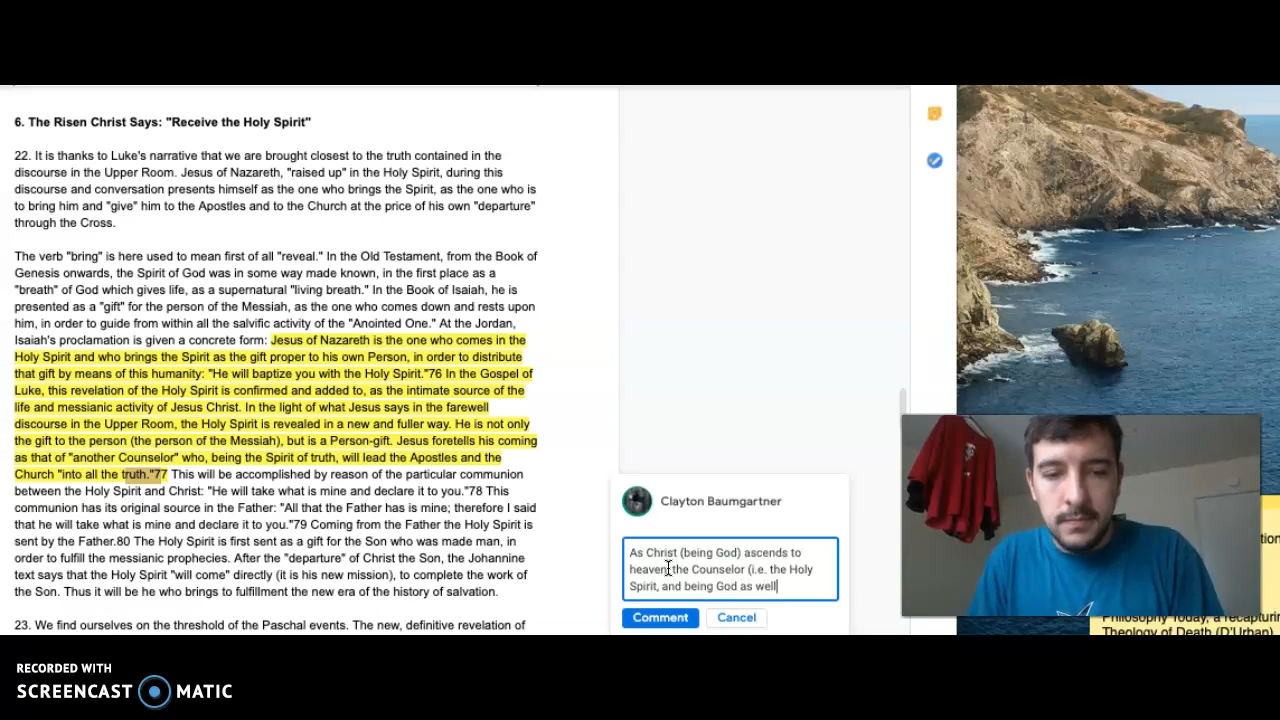 6. The Risen Christ Says: "Receive the Holy Spirit"
22. It is thanks to Luke's narrative that we are brought closest to the truth contained in the
discourse in the Upper Room. Jesus of Nazareth, "raised up" in the Holy Spirit, during this
discourse and conversation presents himself as the one who brings the Spirit, as the one who is
to bring him and "give" him to the Apostles and to the Church at the price of his own "departure"
through the Cross.
The verb "bring" is here used to mean first of all "reveal." In the Old Testament, from the Book of
Genesis onwards, the Spirit of God was in some way made known, in the first place as a
"breath" of God which gives life, as a supernatural "living breath." In the Book of Isaiah, he is
presented as a "gift" for the person of the Messiah, as the one who comes down and rests upon
him, in order to guide from within all the salvific activity of the "Anointed One." At the Jordan,
Isaiah's proclamation is given a concrete form: Jesus of Nazareth is the one who comes in the
Holy Spirit and who brings the Spirit as the gift proper to his own Person, in order to distribute
that gift by means of this humanity: "He will baptize you with the Holy Spirit."76 In the Gospel of
Luke, this revelation of the Holy Spirit is confirmed and added to, as the intimate source of the
life and messianic activity of Jesus Christ. In the light of what Jesus says in the farewell
discourse in the Upper Room, the Holy Spirit is revealed in a new and fuller way. He is not only
the gift to the person (the person of the Messiah), but is a Person-gift. Jesus foretells his coming
as that of "another Counselor" who, being the Spirit of truth, will lead the Apostles and the
Church "into all the truth."77 This will be accomplished by reason of the particular communion
between the Holy Spirit and Christ: "He will take what is mine and declare it to you."78 This
communion has its original source in the Father: "All that the Father has is mine; therefore I said
that he will take what is mine and declare it to you."79 Coming from the Father the Holy Spirit is
sent by the Father.80 The Holy Spirit is first sent as a gift for the Son who was made man, in
order to fulfill the messianic prophecies. After the "departure" of Christ the Son, the Johannine
text says that the Holy Spirit "will come" directly (it is his new mission), to complete the work of
the Son. Thus it will be he who brings to fulfillment the new era of the history of salvation.
23. We find ourselves on the threshold of the Paschal events. The new, definitive revelation of
Clayton Baumgartner
As Christ (being God) ascends to
heaven the Counselor (i.e. the Holy
Spirit, and being God as well
Comment Cancel
Philosophy Today, a recapturi
Theology of Death (D'Urban)
RECORDED WITH
SCREENCAST MATIC